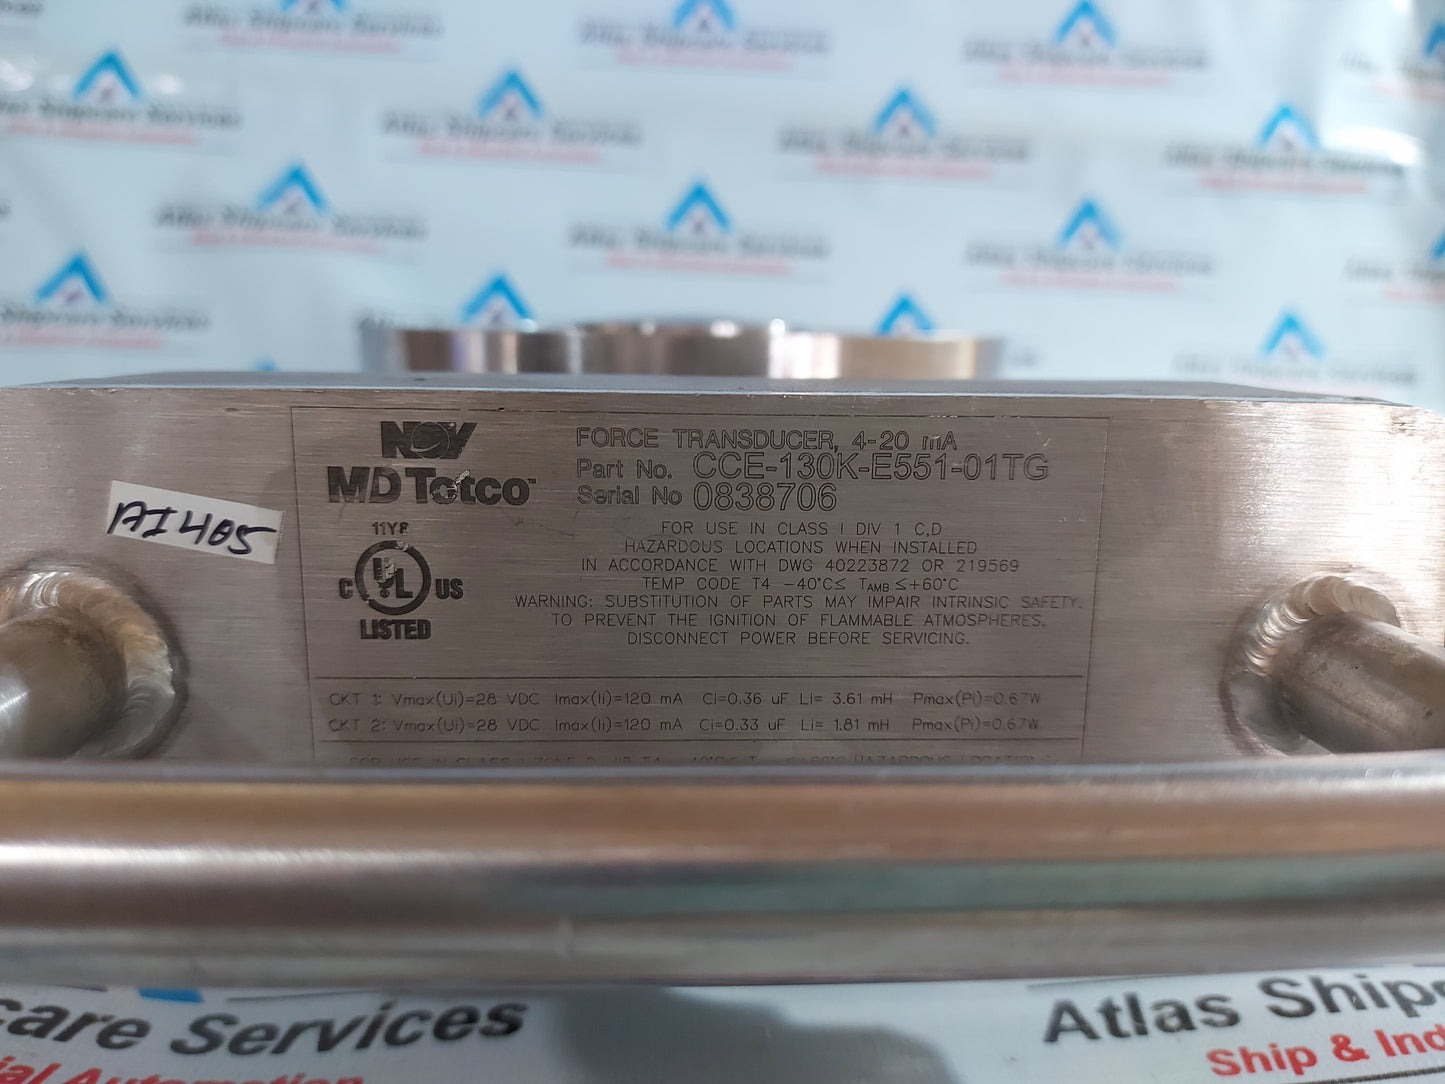 Atlas Shipcare Services
NOV
MD Totco™
FORCE TRANSDUCER, 4-20 mA
Part No. CCE-130K-E551-01TG
Serial No 0838706
AI405
11YP
C UL US
LISTED
FOR USE IN CLASS I DIV 1 C,D
HAZARDOUS LOCATIONS WHEN INSTALLED
IN ACCORDANCE WITH DWG 40223872 OR 219569
TEMP CODE T4 -40°C≤ TAMB ≤+60°C
WARNING: SUBSTITUTION OF PARTS MAY IMPAIR INTRINSIC SAFETY.
TO PREVENT THE IGNITION OF FLAMMABLE ATMOSPHERES,
DISCONNECT POWER BEFORE SERVICING.
CKT 1: Vmax(Ui)=28 VDC Imax(Ii)=120 mA Ci=0.36 uF Li= 3.61 mH Pmax(Pi)=0.67W
CKT 2: Vmax(Ui)=28 VDC Imax(Ii)=120 mA Ci=0.33 uF Li= 1.81 mH Pmax(Pi)=0.67W
care Services
Atlas Ship
Ship & Ind